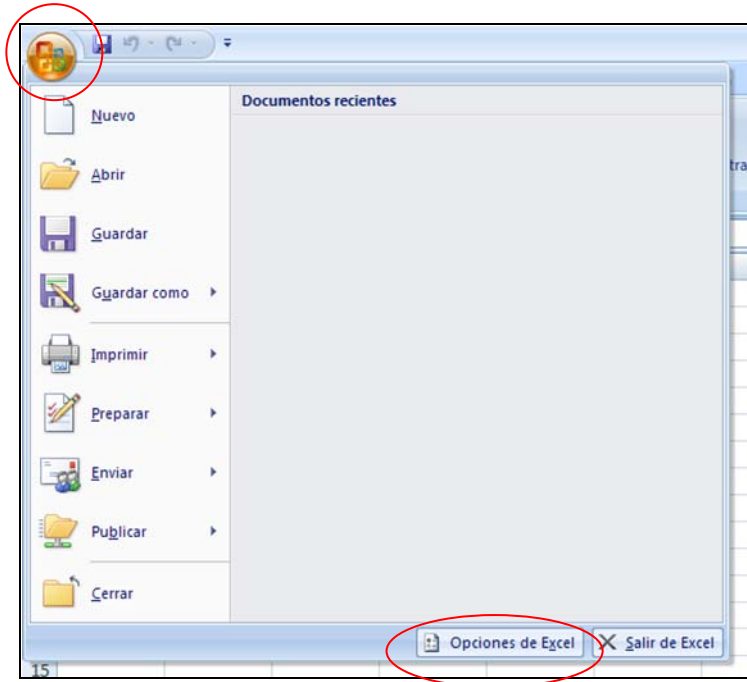 Documentos recientes
Nuevo
Abrir
Guardar
Guardar como
Imprimir
Preparar
Enviar
Publicar
Cerrar
Opciones de Excel
Salir de Excel
tra
15